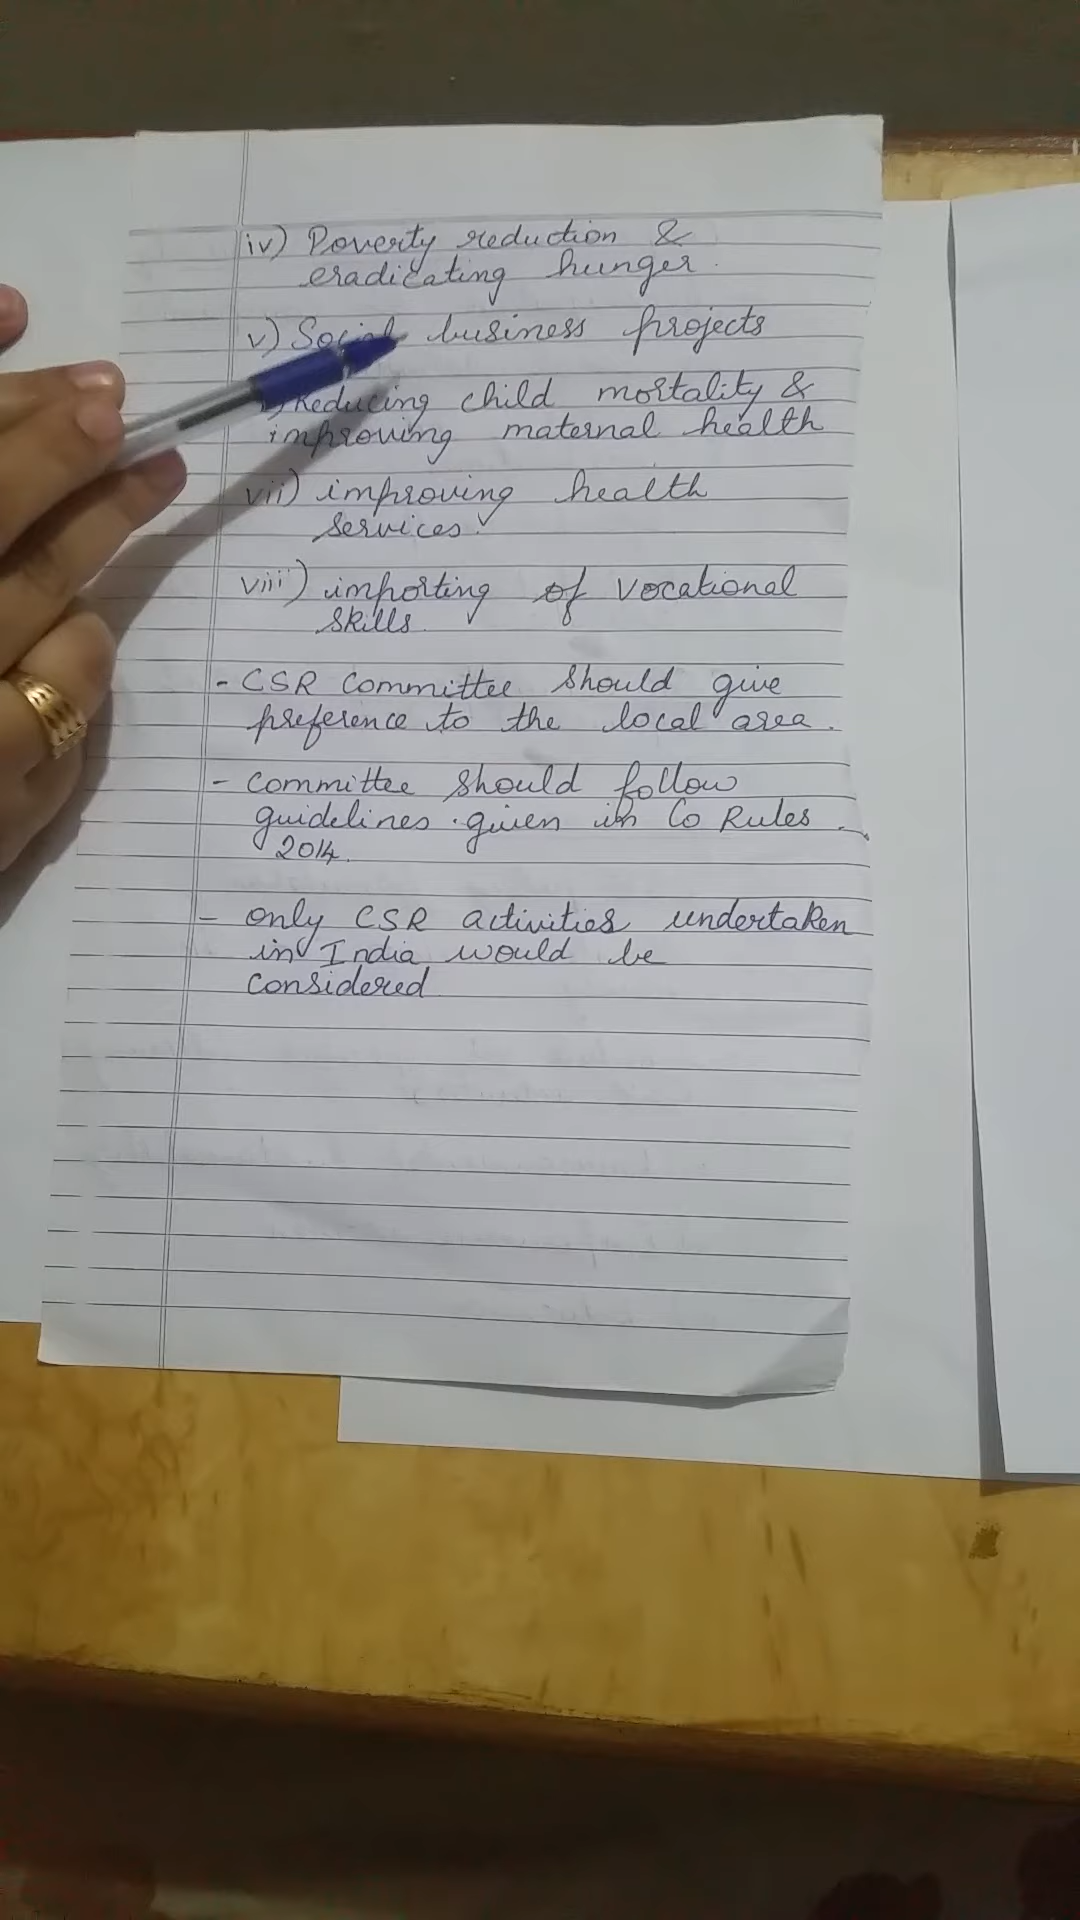 iv) Poverty reduction &
eradicating hunger.
v) Social business projects
) Reducing child mortality &
improving maternal health
vii) improving health
services.
viii) importing of vocational
skills.
- CSR Committee should give
preference to the local area.
- Committee should follow
guidelines given in Co Rules.
2014.
- only CSR activities undertaken
in India would be
considered